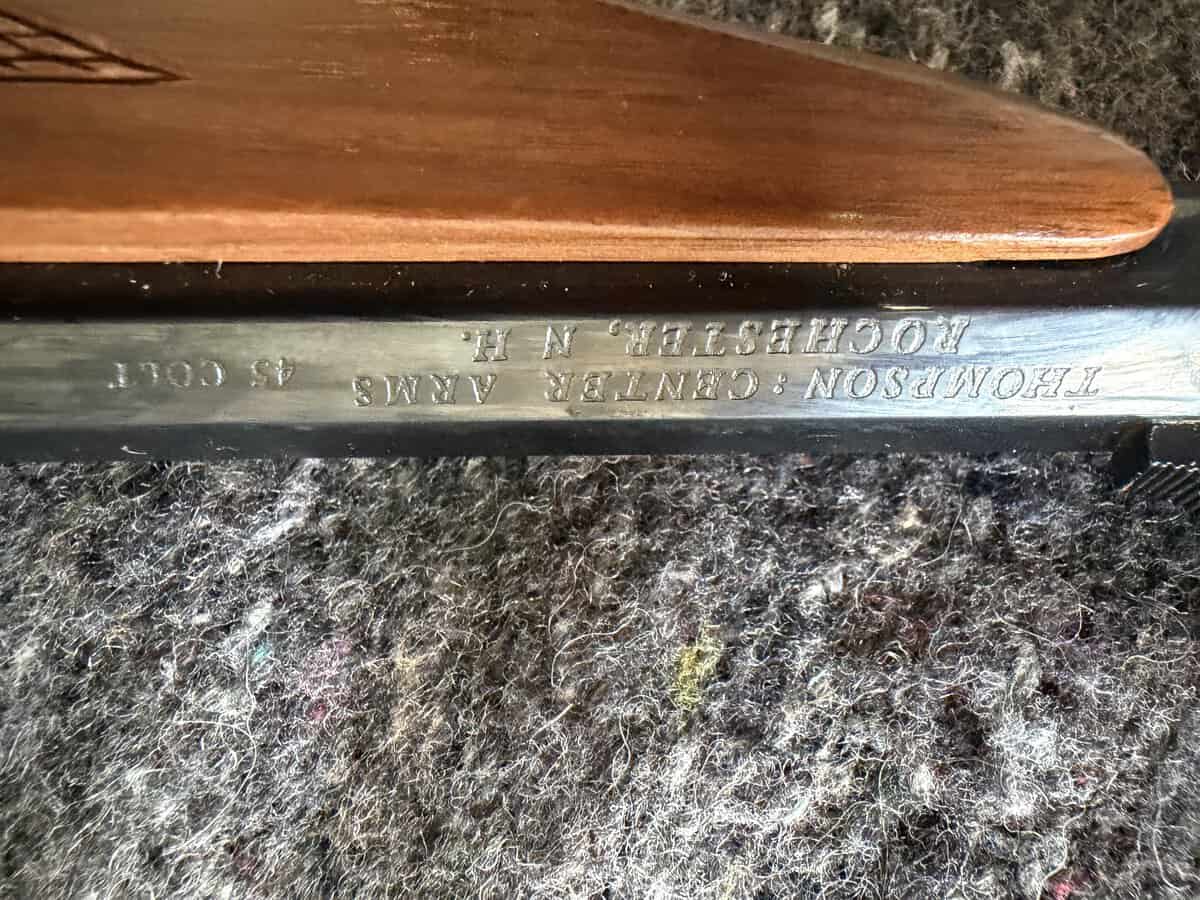 THOMPSON : CENTER ARMS 45 COLT
ROCHESTER, N H.